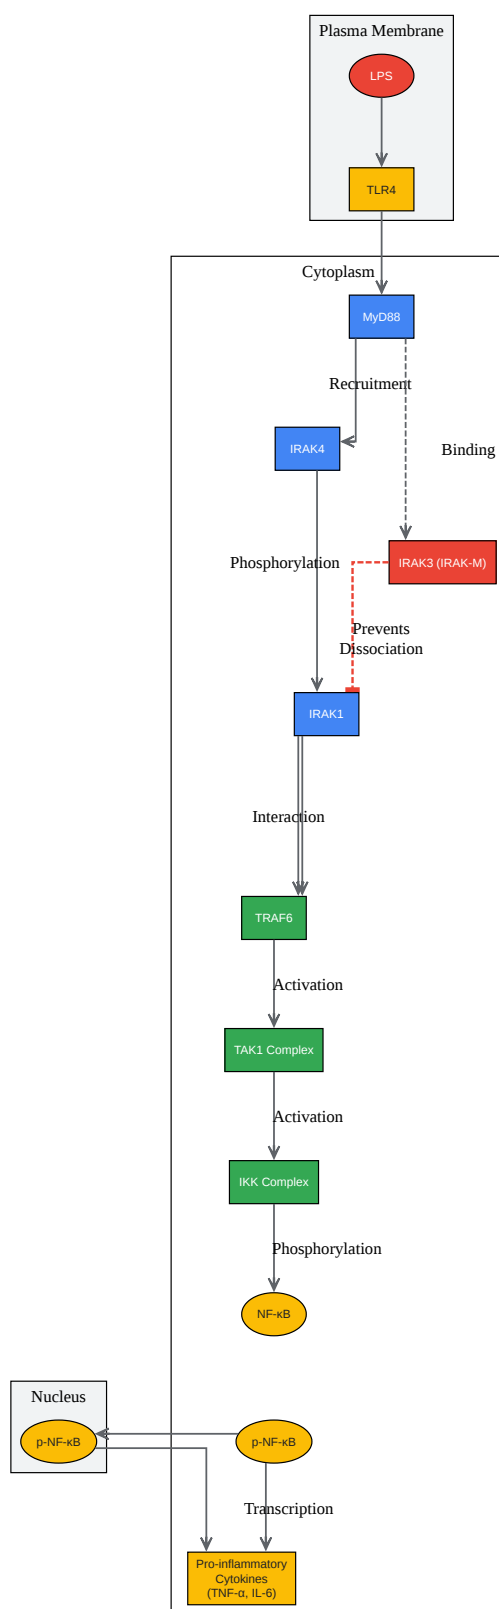 Plasma Membrane
LPS
TLR4
Cytoplasm
MyD88
Recruitment
IRAK4
Binding
Phosphorylation
IRAK3 (IRAK-M)
Prevents
Dissociation
IRAK1
Interaction
TRAF6
Activation
TAK1 Complex
Activation
IKK Complex
Phosphorylation
NF-κB
Nucleus
p-NF-κB
p-NF-κB
Transcription
Pro-inflammatory
Cytokines
(TNF-α, IL-6)